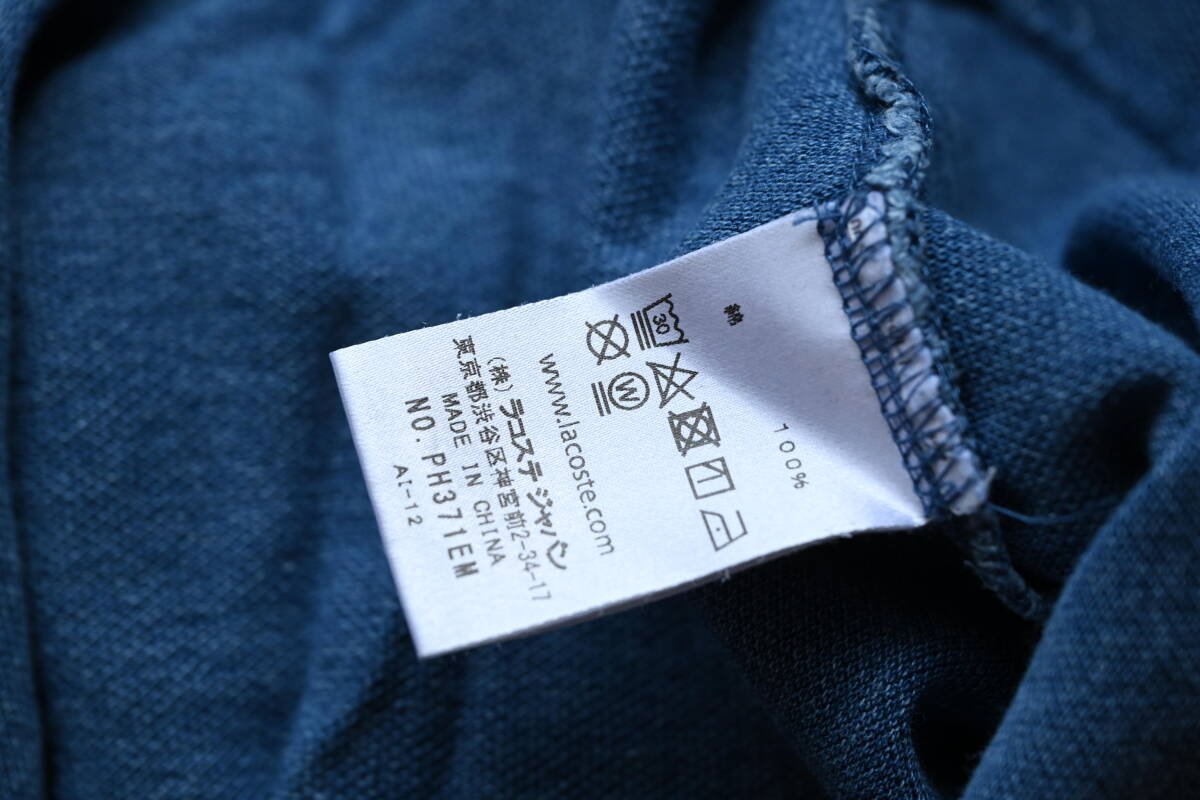 綿 100%
30
W
www.lacoste.com
(株)ラコステ ジャパン
東京都渋谷区神宮前2-34-17
MADE IN CHINA
NO. PH371EM
AI-12